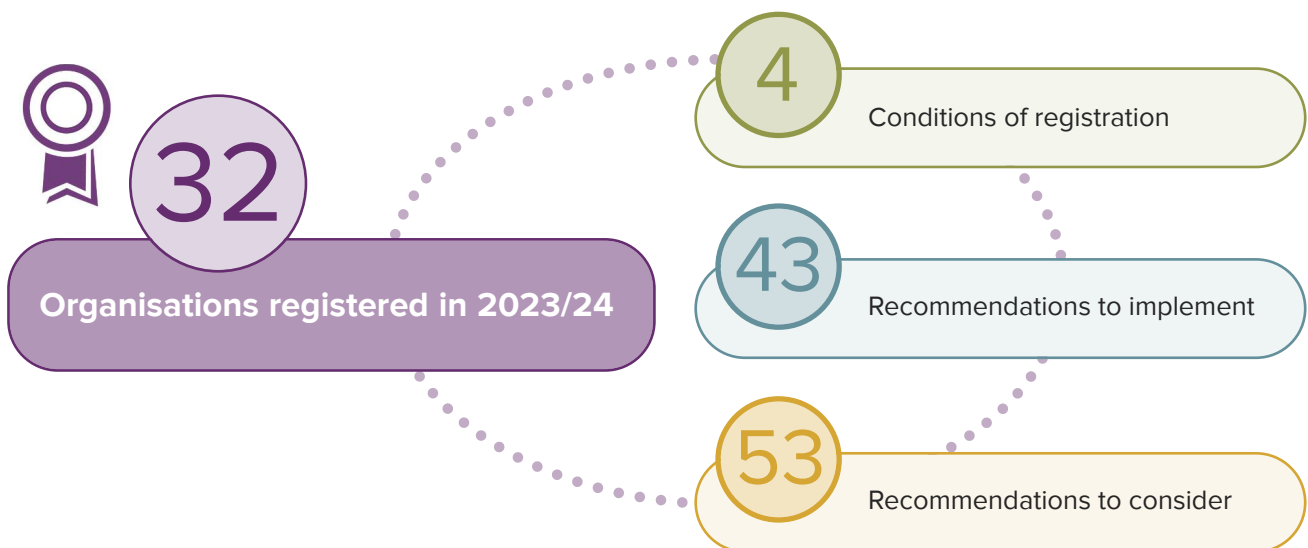 32
Organisations registered in 2023/24
4
Conditions of registration
43
Recommendations to implement
53
Recommendations to consider